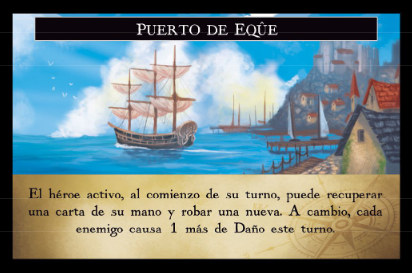 Puerto de Eqûe
El héroe activo, al comienzo de su turno, puede recuperar
una carta de su mano y robar una nueva. A cambio, cada
enemigo causa 1 más de Daño este turno.